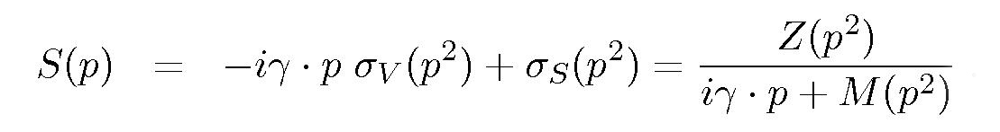 S(p) = −iγ · p σ_V(p²) + σ_S(p²) = Z(p²) / (iγ · p + M(p²))